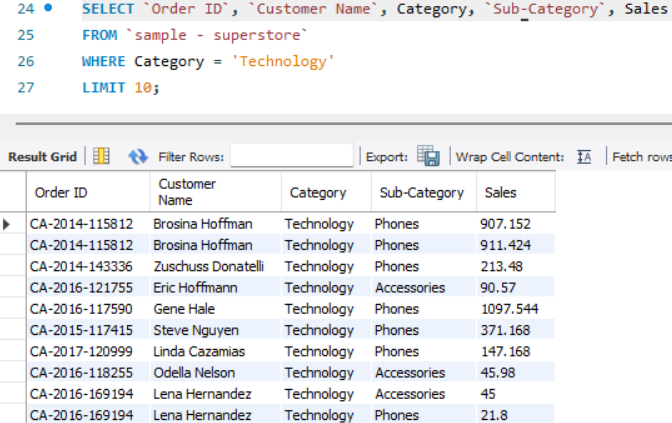 24 SELECT `Order ID`, `Customer Name`, Category, `Sub-Category`, Sales
25 FROM `sample - superstore`
26 WHERE Category = 'Technology'
27 LIMIT 10;
Result Grid Filter Rows: Export: Wrap Cell Content: IA Fetch rows
Order ID Customer Name Category Sub-Category Sales
CA-2014-115812 Brosina Hoffman Technology Phones 907.152
CA-2014-115812 Brosina Hoffman Technology Phones 911.424
CA-2014-143336 Zuschuss Donatelli Technology Phones 213.48
CA-2016-121755 Eric Hoffmann Technology Accessories 90.57
CA-2016-117590 Gene Hale Technology Phones 1097.544
CA-2015-117415 Steve Nguyen Technology Phones 371.168
CA-2017-120999 Linda Cazamias Technology Phones 147.168
CA-2016-118255 Odella Nelson Technology Accessories 45.98
CA-2016-169194 Lena Hernandez Technology Accessories 45
CA-2016-169194 Lena Hernandez Technology Phones 21.8